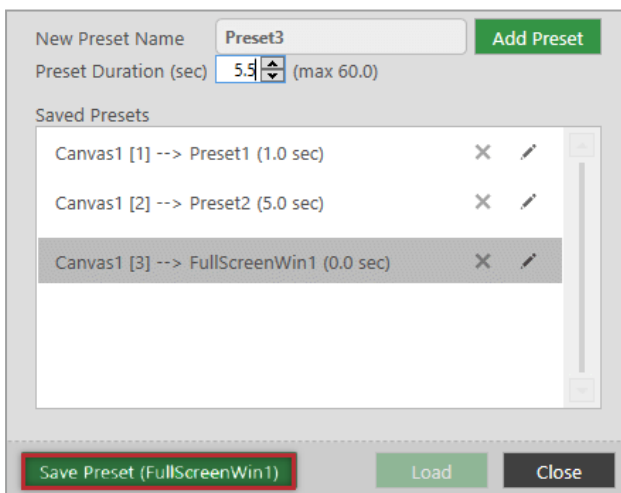 New Preset Name Preset3 Add Preset
Preset Duration (sec) 5.5 (max 60.0)
Saved Presets
Canvas1 [1] --> Preset1 (1.0 sec)
Canvas1 [2] --> Preset2 (5.0 sec)
Canvas1 [3] --> FullScreenWin1 (0.0 sec)
Save Preset (FullScreenWin1) Load Close